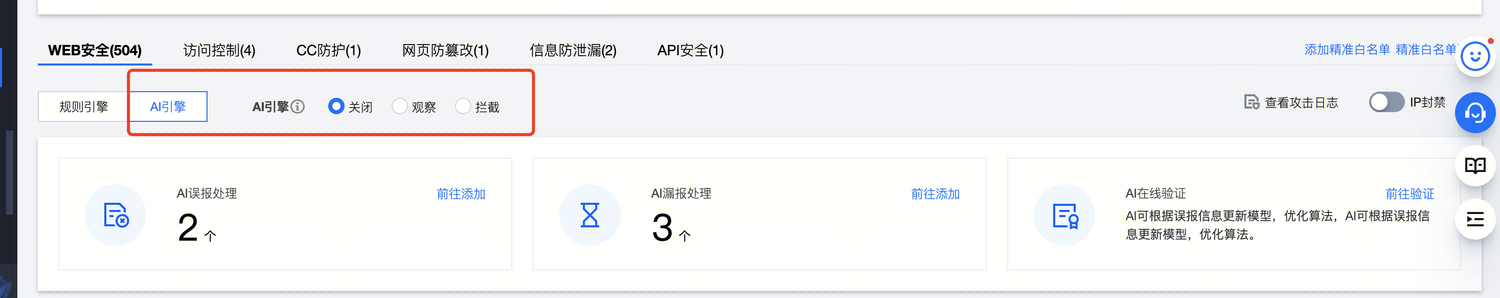 WEB安全(504) 访问控制(4) CC防护(1) 网页防篡改(1) 信息防泄漏(2) API安全(1) 添加精准白名单 精准白名单
规则引擎 AI引擎 AI引擎 关闭 观察 拦截 查看攻击日志 IP封禁
AI误报处理 前往添加 AI漏报处理 前往添加 AI在线验证 前往验证
2 个 3 个 AI可根据误报信息更新模型，优化算法，AI可根据误报信
息更新模型，优化算法。